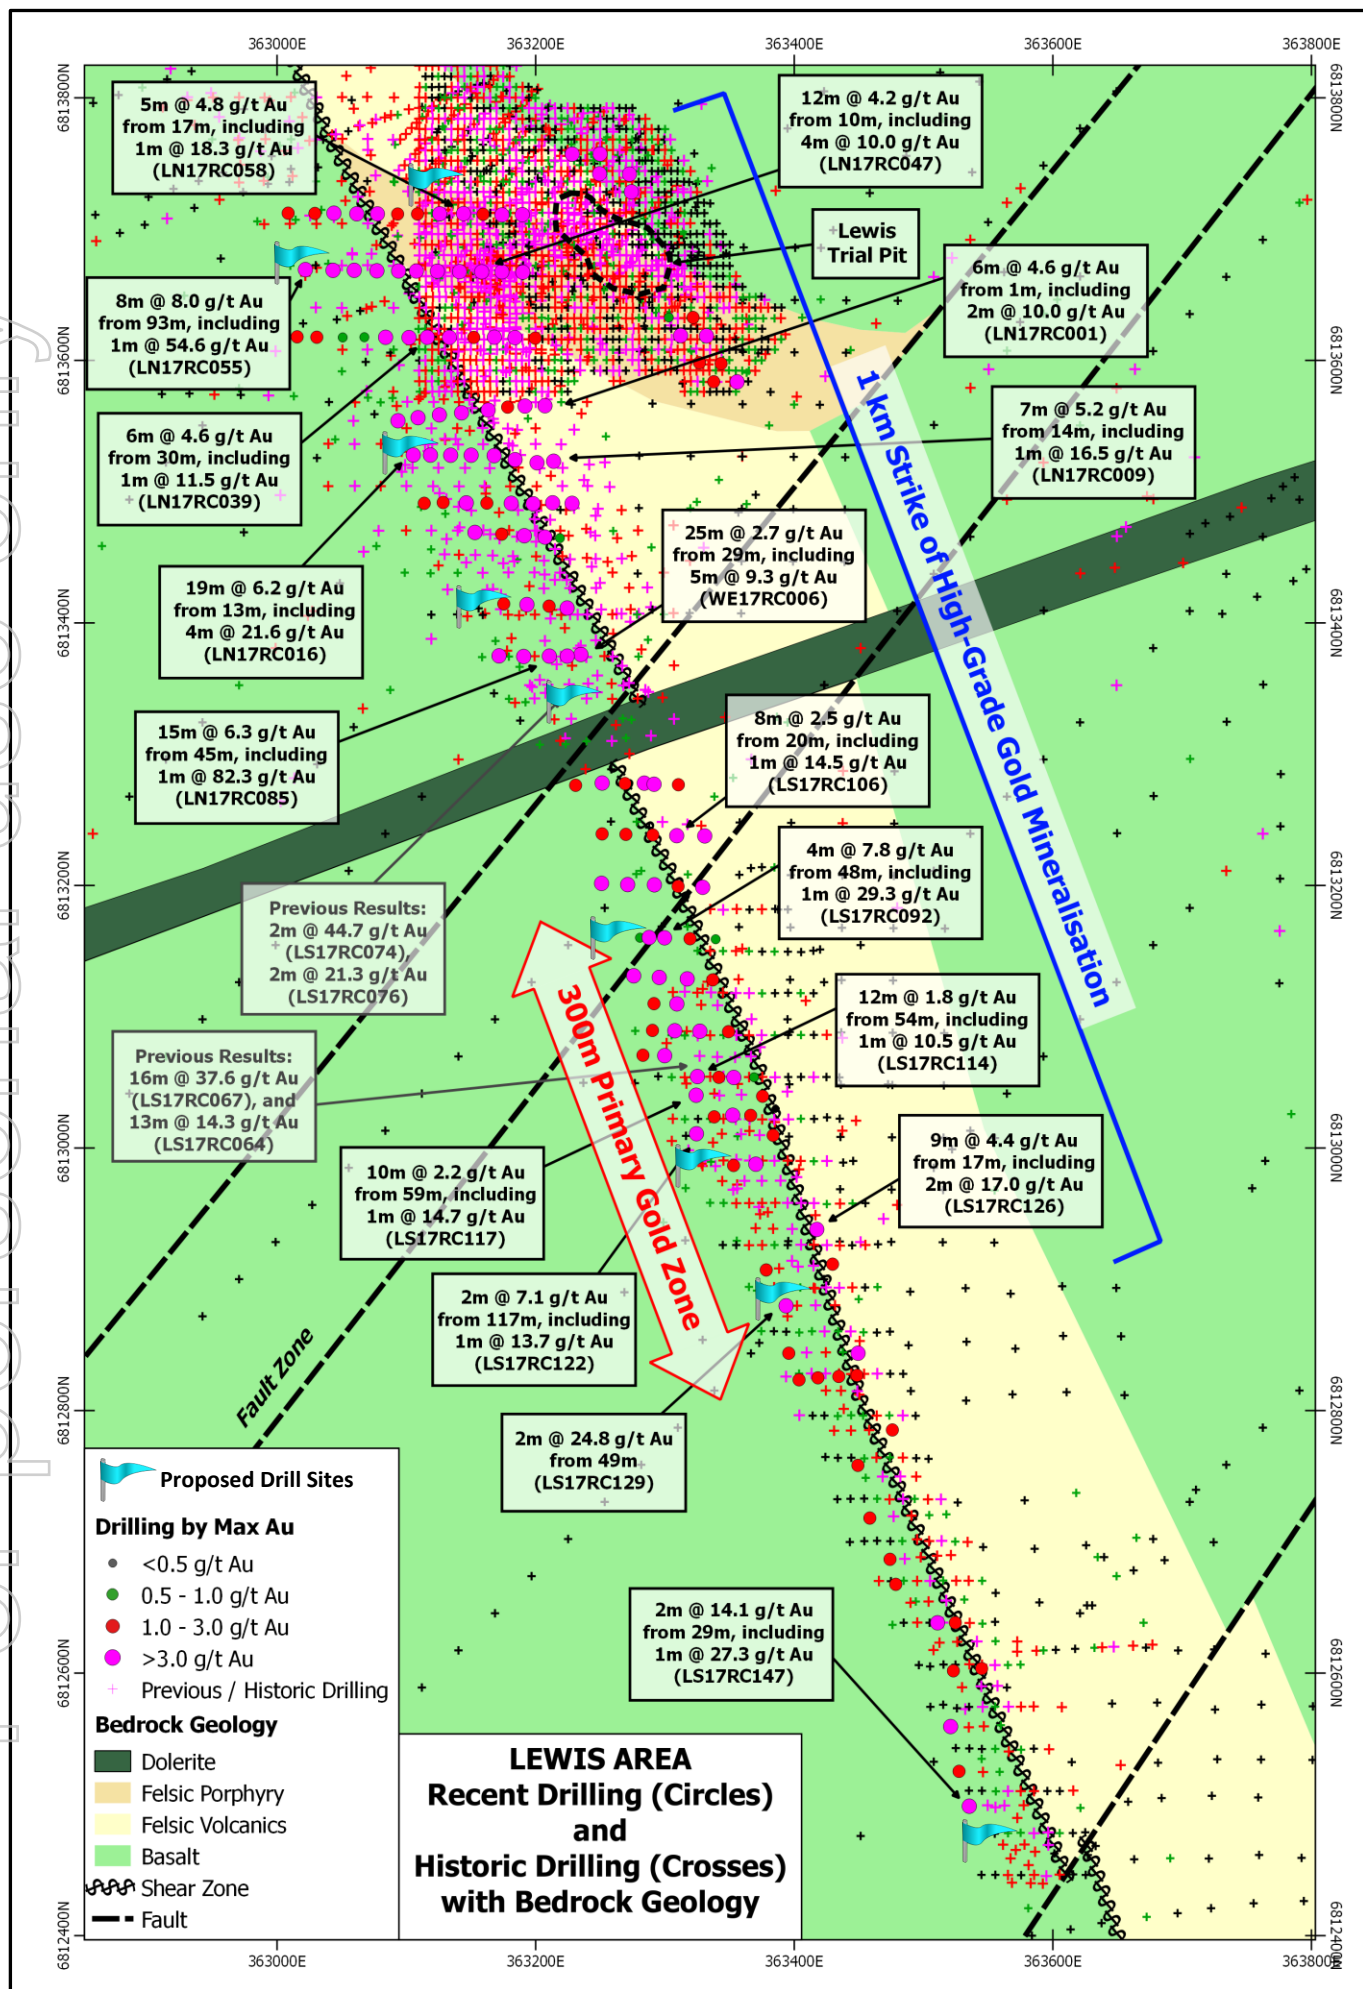 363000E 363200E 363400E 363600E 363800E
6813800N
6813600N
6813400N
6813200N
6813000N
6812800N
6812600N
6812400N
5m @ 4.8 g/t Au
from 17m, including
1m @ 18.3 g/t Au
(LN17RC058)
12m @ 4.2 g/t Au
from 10m, including
4m @ 10.0 g/t Au
(LN17RC047)
Lewis
Trial Pit
6m @ 4.6 g/t Au
from 1m, including
2m @ 10.0 g/t Au
(LN17RC001)
8m @ 8.0 g/t Au
from 93m, including
1m @ 54.6 g/t Au
(LN17RC055)
7m @ 5.2 g/t Au
from 14m, including
1m @ 16.5 g/t Au
(LN17RC009)
6m @ 4.6 g/t Au
from 30m, including
1m @ 11.5 g/t Au
(LN17RC039)
25m @ 2.7 g/t Au
from 29m, including
5m @ 9.3 g/t Au
(WE17RC006)
19m @ 6.2 g/t Au
from 13m, including
4m @ 21.6 g/t Au
(LN17RC016)
1 km Strike of High-Grade Gold Mineralisation
15m @ 6.3 g/t Au
from 45m, including
1m @ 82.3 g/t Au
(LN17RC085)
8m @ 2.5 g/t Au
from 20m, including
1m @ 14.5 g/t Au
(LS17RC106)
4m @ 7.8 g/t Au
from 48m, including
1m @ 29.3 g/t Au
(LS17RC092)
Previous Results:
2m @ 44.7 g/t Au
(LS17RC074),
2m @ 21.3 g/t Au
(LS17RC076)
12m @ 1.8 g/t Au
from 54m, including
1m @ 10.5 g/t Au
(LS17RC114)
300m Primary Gold Zone
Previous Results:
16m @ 37.6 g/t Au
(LS17RC067), and
13m @ 14.3 g/t Au
(LS17RC064)
9m @ 4.4 g/t Au
from 17m, including
2m @ 17.0 g/t Au
(LS17RC126)
10m @ 2.2 g/t Au
from 59m, including
1m @ 14.7 g/t Au
(LS17RC117)
2m @ 7.1 g/t Au
from 117m, including
1m @ 13.7 g/t Au
(LS17RC122)
Fault Zone
2m @ 24.8 g/t Au
from 49m
(LS17RC129)
2m @ 14.1 g/t Au
from 29m, including
1m @ 27.3 g/t Au
(LS17RC147)
Proposed Drill Sites
Drilling by Max Au
<0.5 g/t Au
0.5 - 1.0 g/t Au
1.0 - 3.0 g/t Au
>3.0 g/t Au
Previous / Historic Drilling
Bedrock Geology
Dolerite
Felsic Porphyry
Felsic Volcanics
Basalt
Shear Zone
Fault
LEWIS AREA
Recent Drilling (Circles)
and
Historic Drilling (Crosses)
with Bedrock Geology
6813800N
6813600N
6813400N
6813200N
6813000N
6812800N
6812600N
6812400N
363000E 363200E 363400E 363600E 363800E